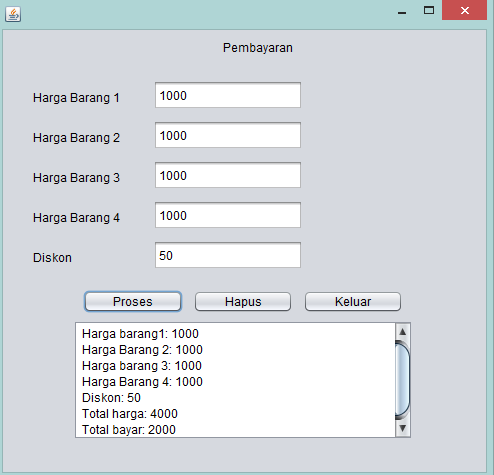 Pembayaran
Harga Barang 1 1000
Harga Barang 2 1000
Harga Barang 3 1000
Harga Barang 4 1000
Diskon 50
Proses Hapus Keluar
Harga barang1: 1000
Harga Barang 2: 1000
Harga barang 3: 1000
Harga Barang 4: 1000
Diskon: 50
Total harga: 4000
Total bayar: 2000